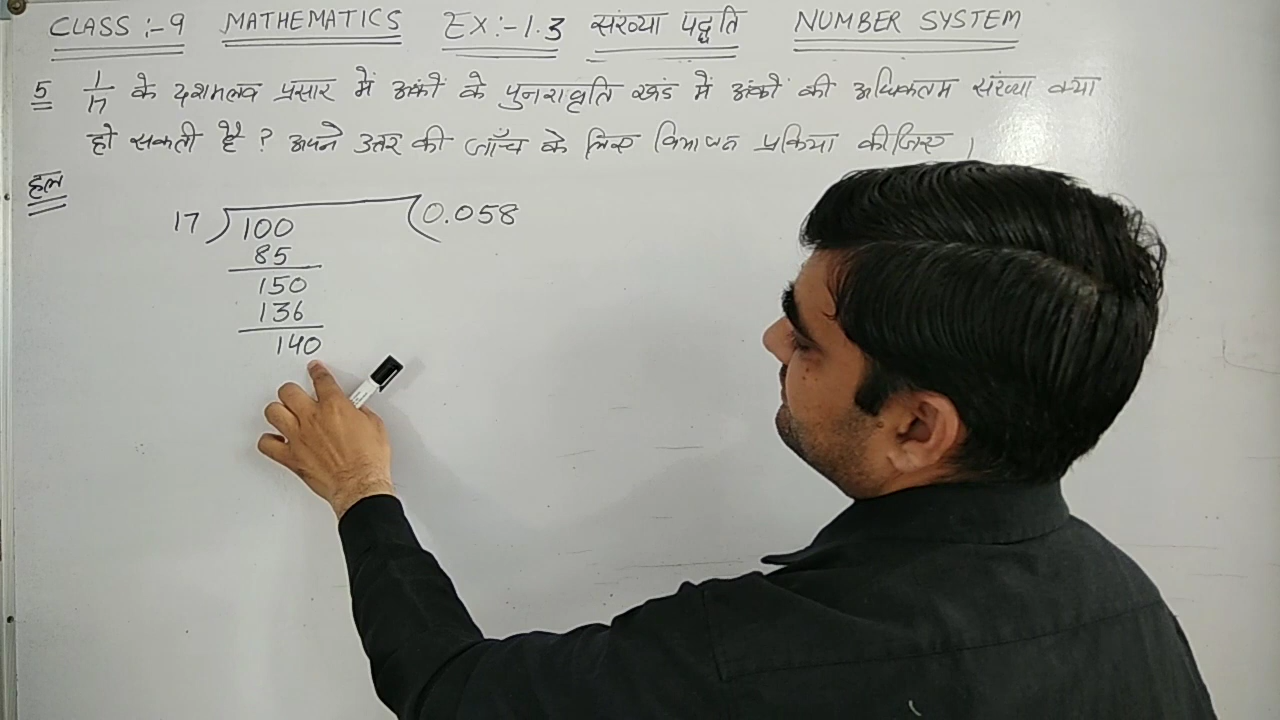 CLASS :- 9 MATHEMATICS EX :- 1.3 संख्या पद्धति NUMBER SYSTEM
5 1/17 के दशमलव प्रसार में अंकों के पुनरावृत्ति खंड में अंकों की अधिकतम संख्या क्या
हो सकती है ? अपने उत्तर की जाँच के लिए विभाजन प्रक्रिया कीजिए ।
हल
17 ) 100 ( 0.058
85
150
136
140